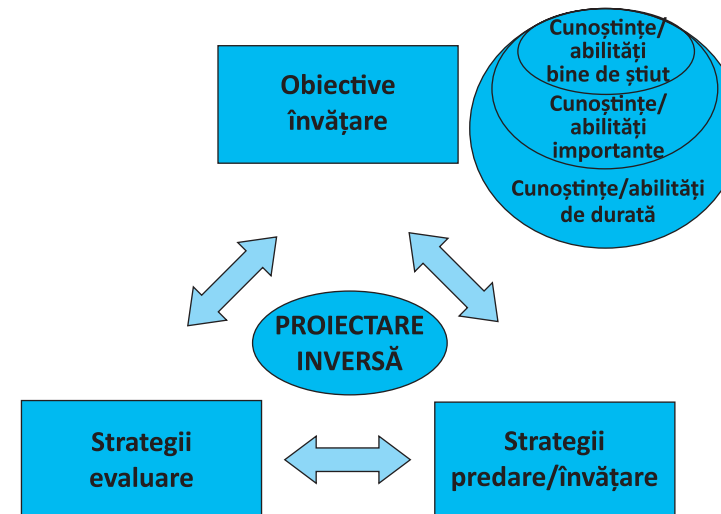 Obiective
învățare
Cunoștințe/
abilități
bine de știut
Cunoștințe/
abilități
importante
Cunoștințe/abilități
de durată
PROIECTARE
INVERSĂ
Strategii
evaluare
Strategii
predare/învățare